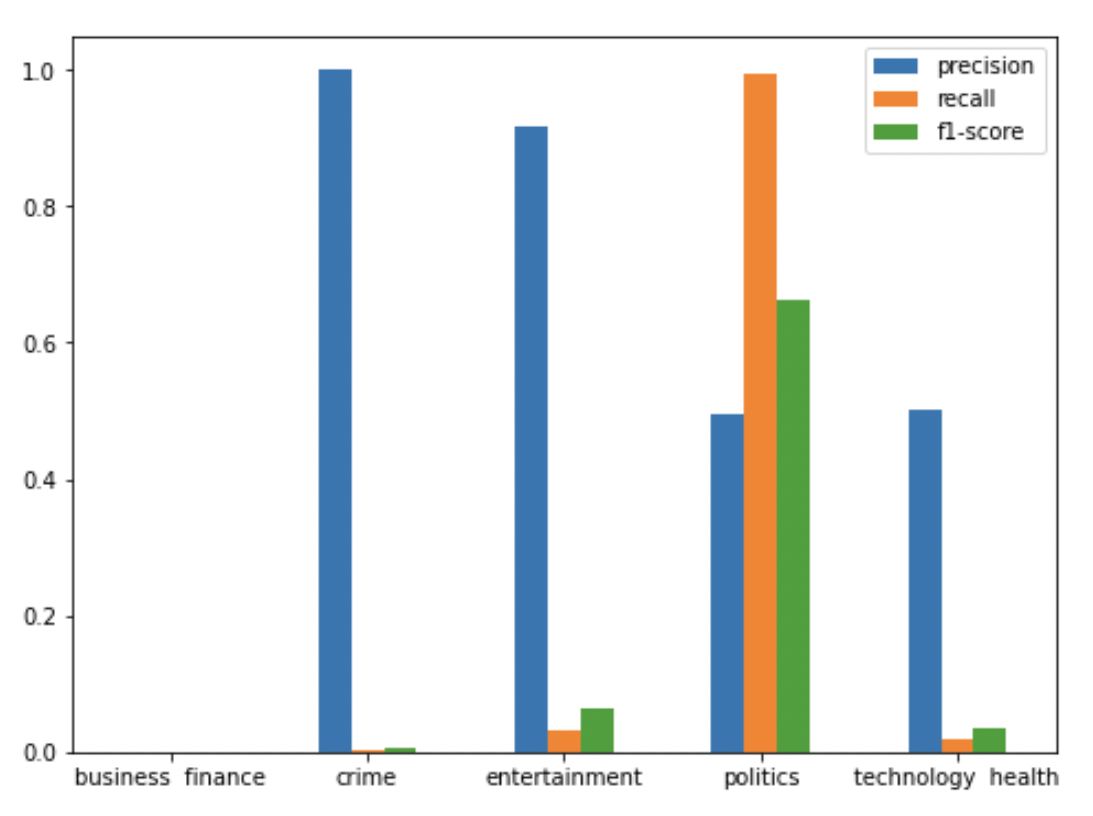 precision
recall
f1-score
1.0
0.8
0.6
0.4
0.2
0.0
business finance
crime
entertainment
politics
technology health